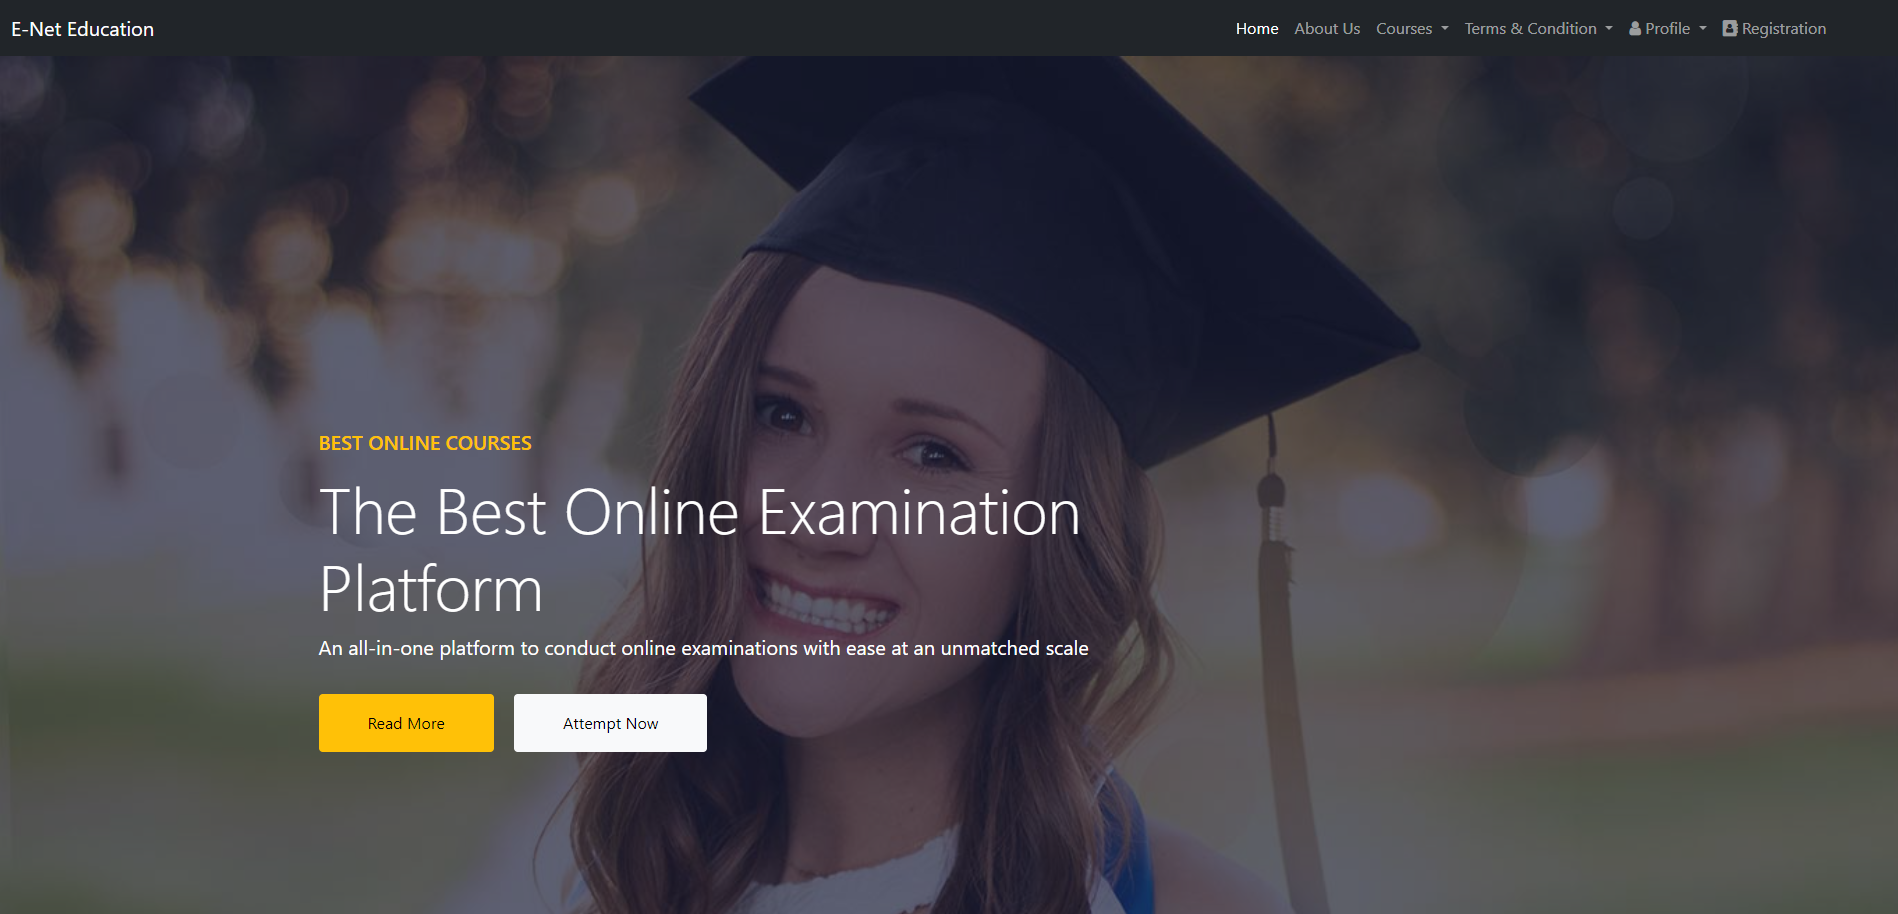 E-Net Education
Home About Us Courses Terms & Condition Profile Registration
BEST ONLINE COURSES
The Best Online Examination
Platform
An all-in-one platform to conduct online examinations with ease at an unmatched scale
Read More Attempt Now